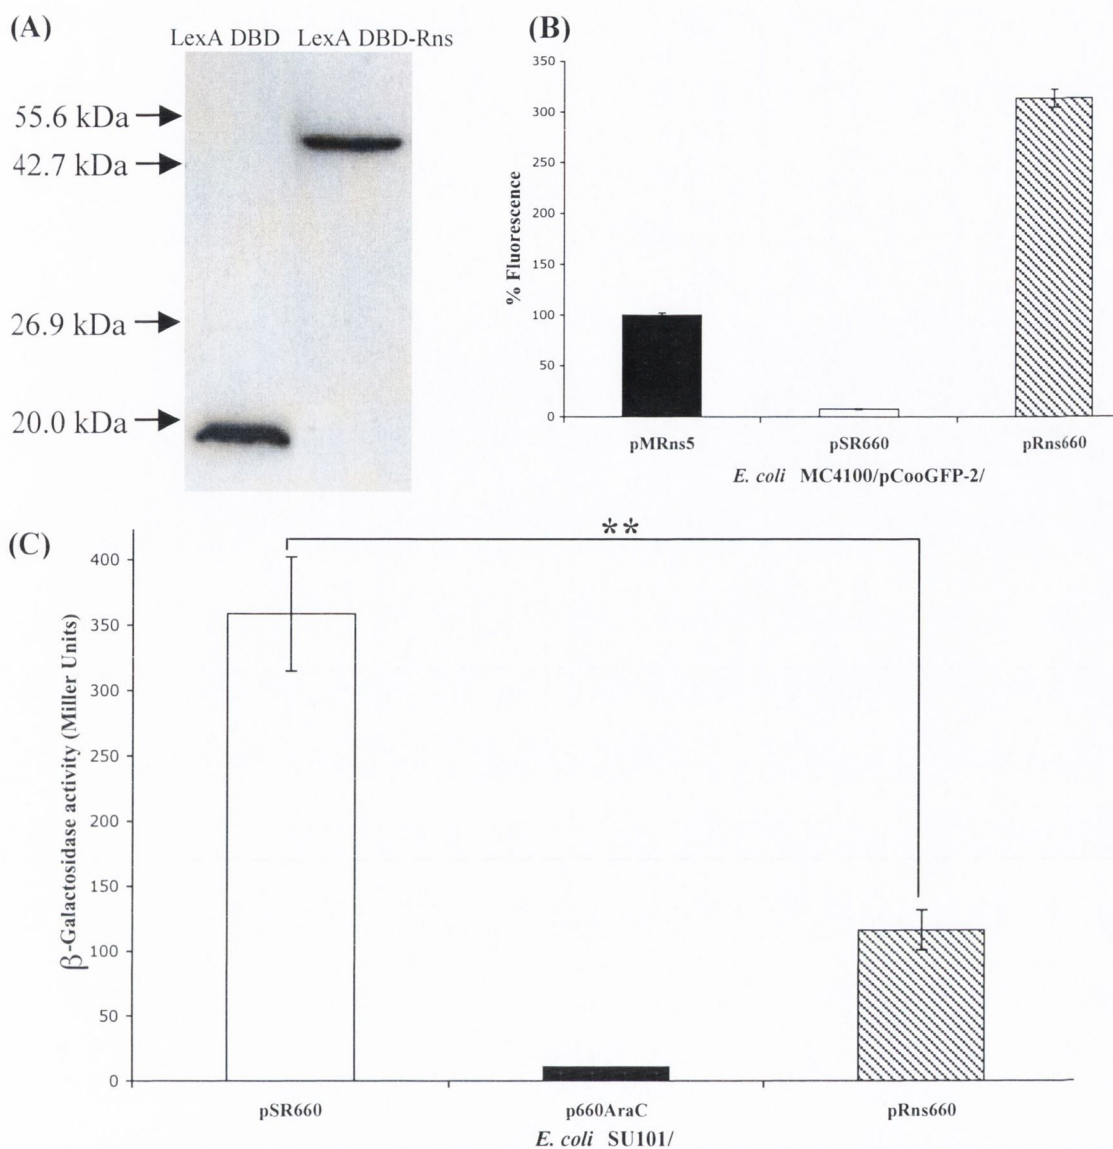 (A)
LexA DBD LexA DBD-Rns
55.6 kDa
42.7 kDa
26.9 kDa
20.0 kDa
(B)
% Fluorescence
350
300
250
200
150
100
50
0
pMRns5 pSR660 pRns660
E. coli MC4100/pCooGFP-2/
(C)
**
β-Galactosidase activity (Miller Units)
400
350
300
250
200
150
100
50
0
pSR660 p660AraC pRns660
E. coli SU101/